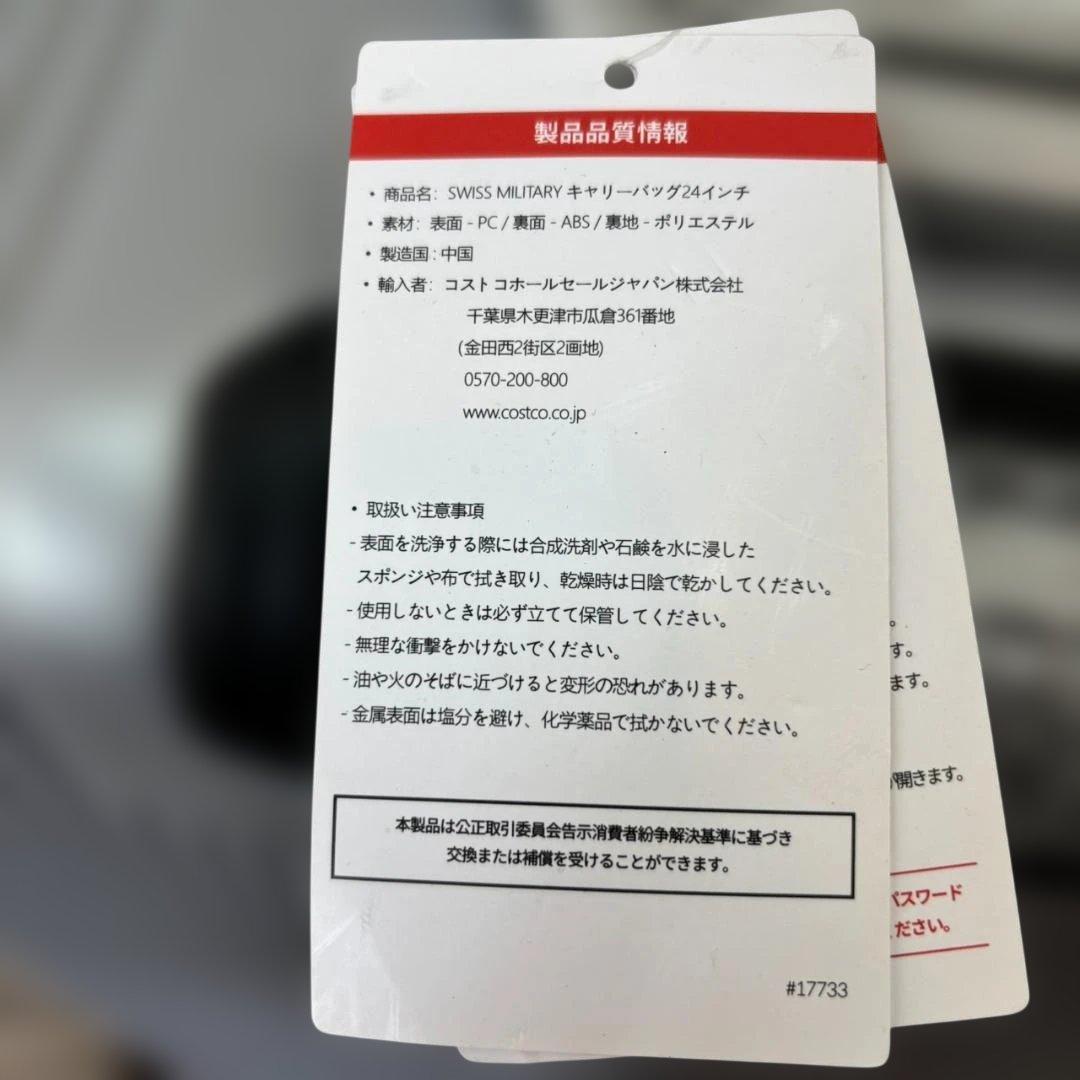 製品品質情報
• 商品名: SWISS MILITARY キャリーバッグ24インチ
• 素材: 表面 - PC / 裏面 - ABS / 裏地 - ポリエステル
• 製造国 : 中国
• 輸入者: コストコホールセールジャパン株式会社
千葉県木更津市瓜倉361番地
(金田西2街区2画地)
0570-200-800
www.costco.co.jp
• 取扱い注意事項
- 表面を洗浄する際には合成洗剤や石鹸を水に浸した
スポンジや布で拭き取り、乾燥時は日陰で乾かしてください。
- 使用しないときは必ず立てて保管してください。
- 無理な衝撃をかけないでください。
- 油や火のそばに近づけると変形の恐れがあります。
- 金属表面は塩分を避け、化学薬品で拭かないでください。
本製品は公正取引委員会告示消費者紛争解決基準に基づき
交換または補償を受けることができます。
#17733
。
す。
ます。
開きます。
パスワード
ください。